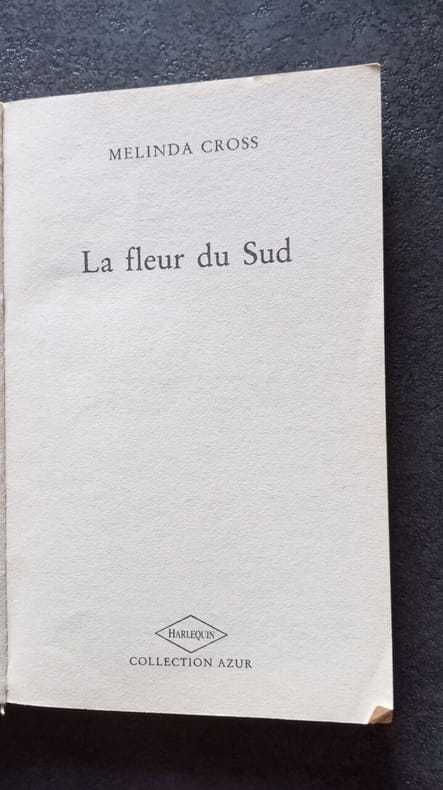 MELINDA CROSS
La fleur du Sud
HARLEQUIN
COLLECTION AZUR